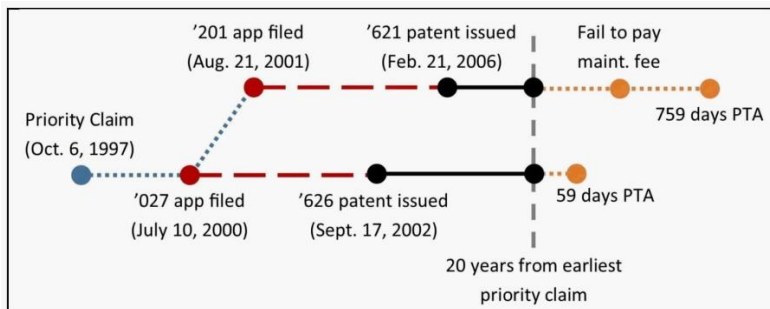 ’201 app filed
(Aug. 21, 2001)
’621 patent issued
(Feb. 21, 2006)
Fail to pay
maint. fee
759 days PTA
Priority Claim
(Oct. 6, 1997)
’027 app filed
(July 10, 2000)
’626 patent issued
(Sept. 17, 2002)
59 days PTA
20 years from earliest
priority claim